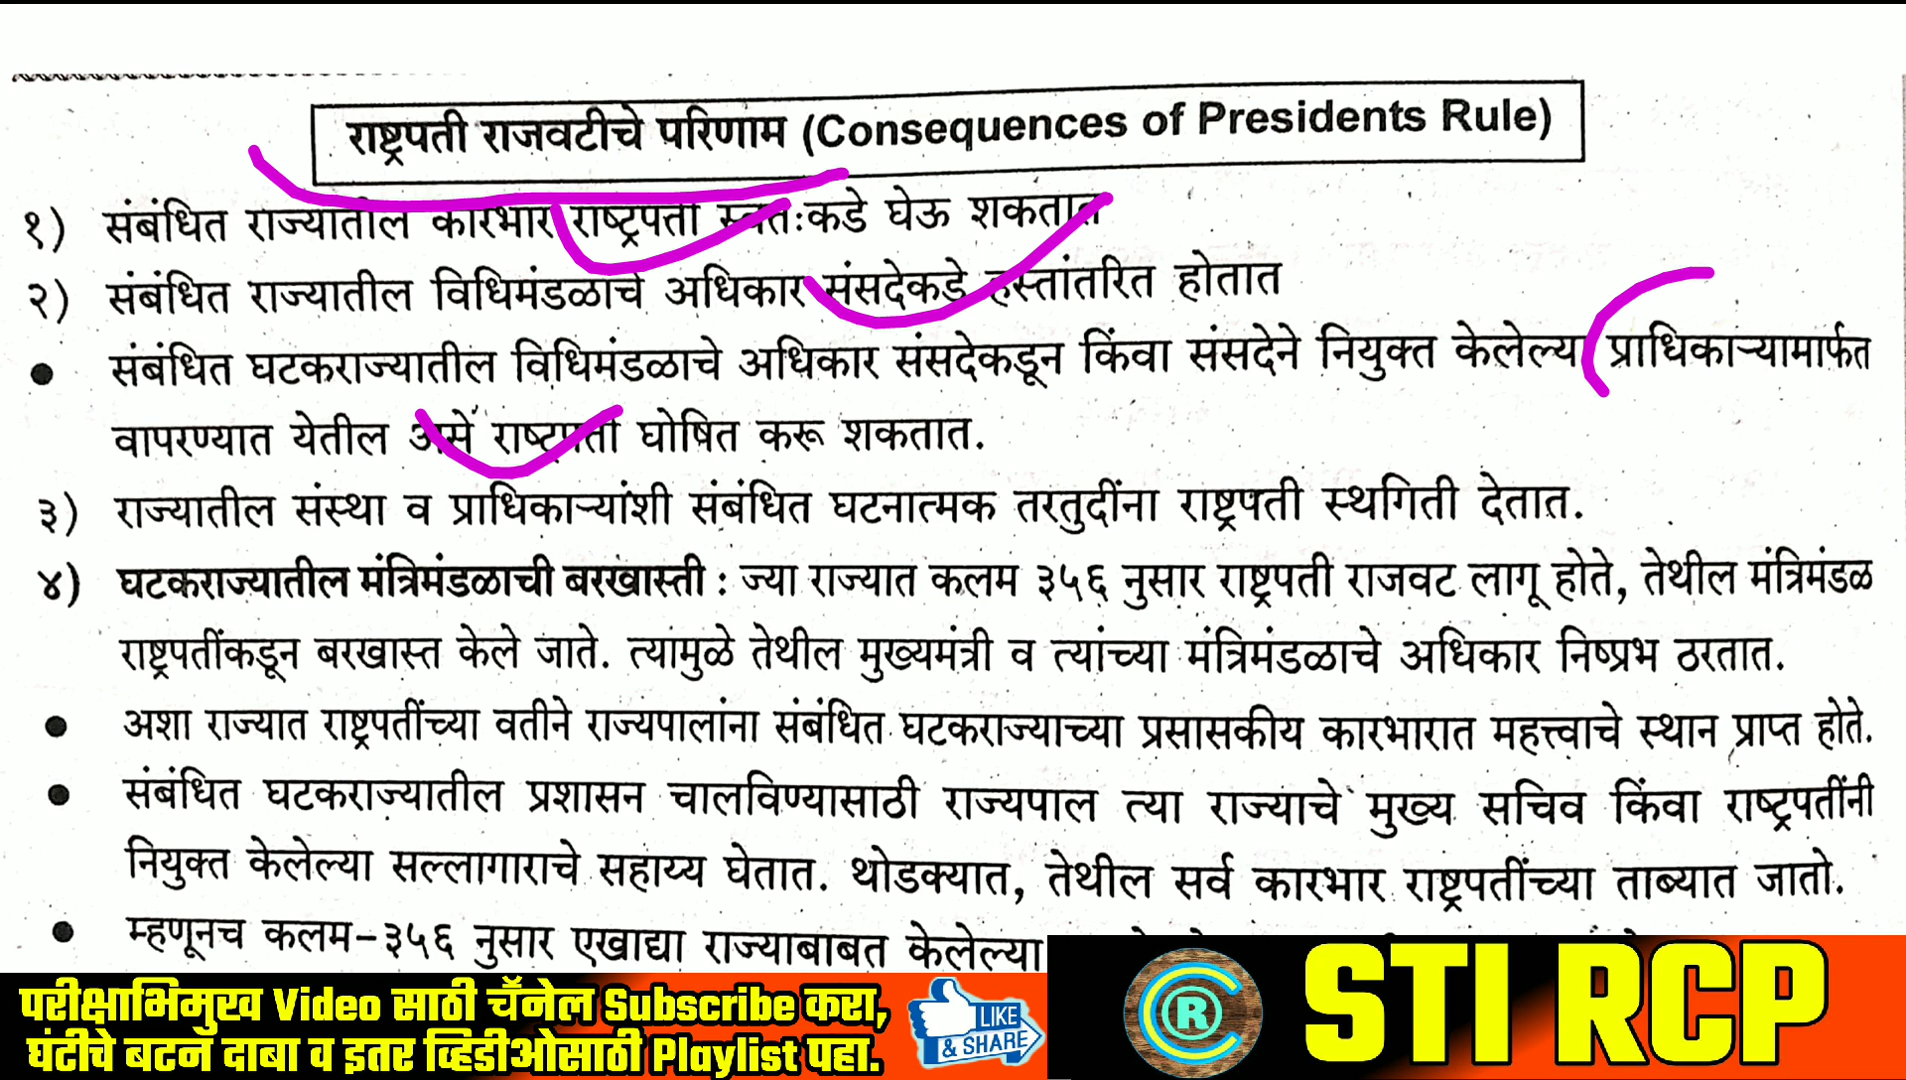 राष्ट्रपती राजवटीचे परिणाम (Consequences of Presidents Rule)
१) संबंधित राज्यातील कारभार राष्ट्रपती स्वतःकडे घेऊ शकतात
२) संबंधित राज्यातील विधिमंडळाचे अधिकार संसदेकडे हस्तांतरित होतात
● संबंधित घटकराज्यातील विधिमंडळाचे अधिकार संसदेकडून किंवा संसदेने नियुक्त केलेल्या प्राधिकाऱ्यामार्फत
वापरण्यात येतील असे राष्ट्रपती घोषित करू शकतात.
३) राज्यातील संस्था व प्राधिकाऱ्यांशी संबंधित घटनात्मक तरतुदींना राष्ट्रपती स्थगिती देतात.
४) घटकराज्यातील मंत्रिमंडळाची बरखास्ती : ज्या राज्यात कलम ३५६ नुसार राष्ट्रपती राजवट लागू होते, तेथील मंत्रिमंडळ
राष्ट्रपतींकडून बरखास्त केले जाते. त्यामुळे तेथील मुख्यमंत्री व त्यांच्या मंत्रिमंडळाचे अधिकार निष्प्रभ ठरतात.
● अशा राज्यात राष्ट्रपतींच्या वतीने राज्यपालांना संबंधित घटकराज्याच्या प्रसासकीय कारभारात महत्त्वाचे स्थान प्राप्त होते.
● संबंधित घटकराज्यातील प्रशासन चालविण्यासाठी राज्यपाल त्या राज्याचे मुख्य सचिव किंवा राष्ट्रपतींनी
नियुक्त केलेल्या सल्लागाराचे सहाय्य घेतात. थोडक्यात, तेथील सर्व कारभार राष्ट्रपतींच्या ताब्यात जातो.
● म्हणूनच कलम-३५६ नुसार एखाद्या राज्याबाबत केलेल्या
परीक्षाभिमुख Video साठी चॅनेल Subscribe करा,
घंटीचे बटन दाबा व इतर व्हिडीओसाठी Playlist पहा.
LIKE
& SHARE
R
STI RCP